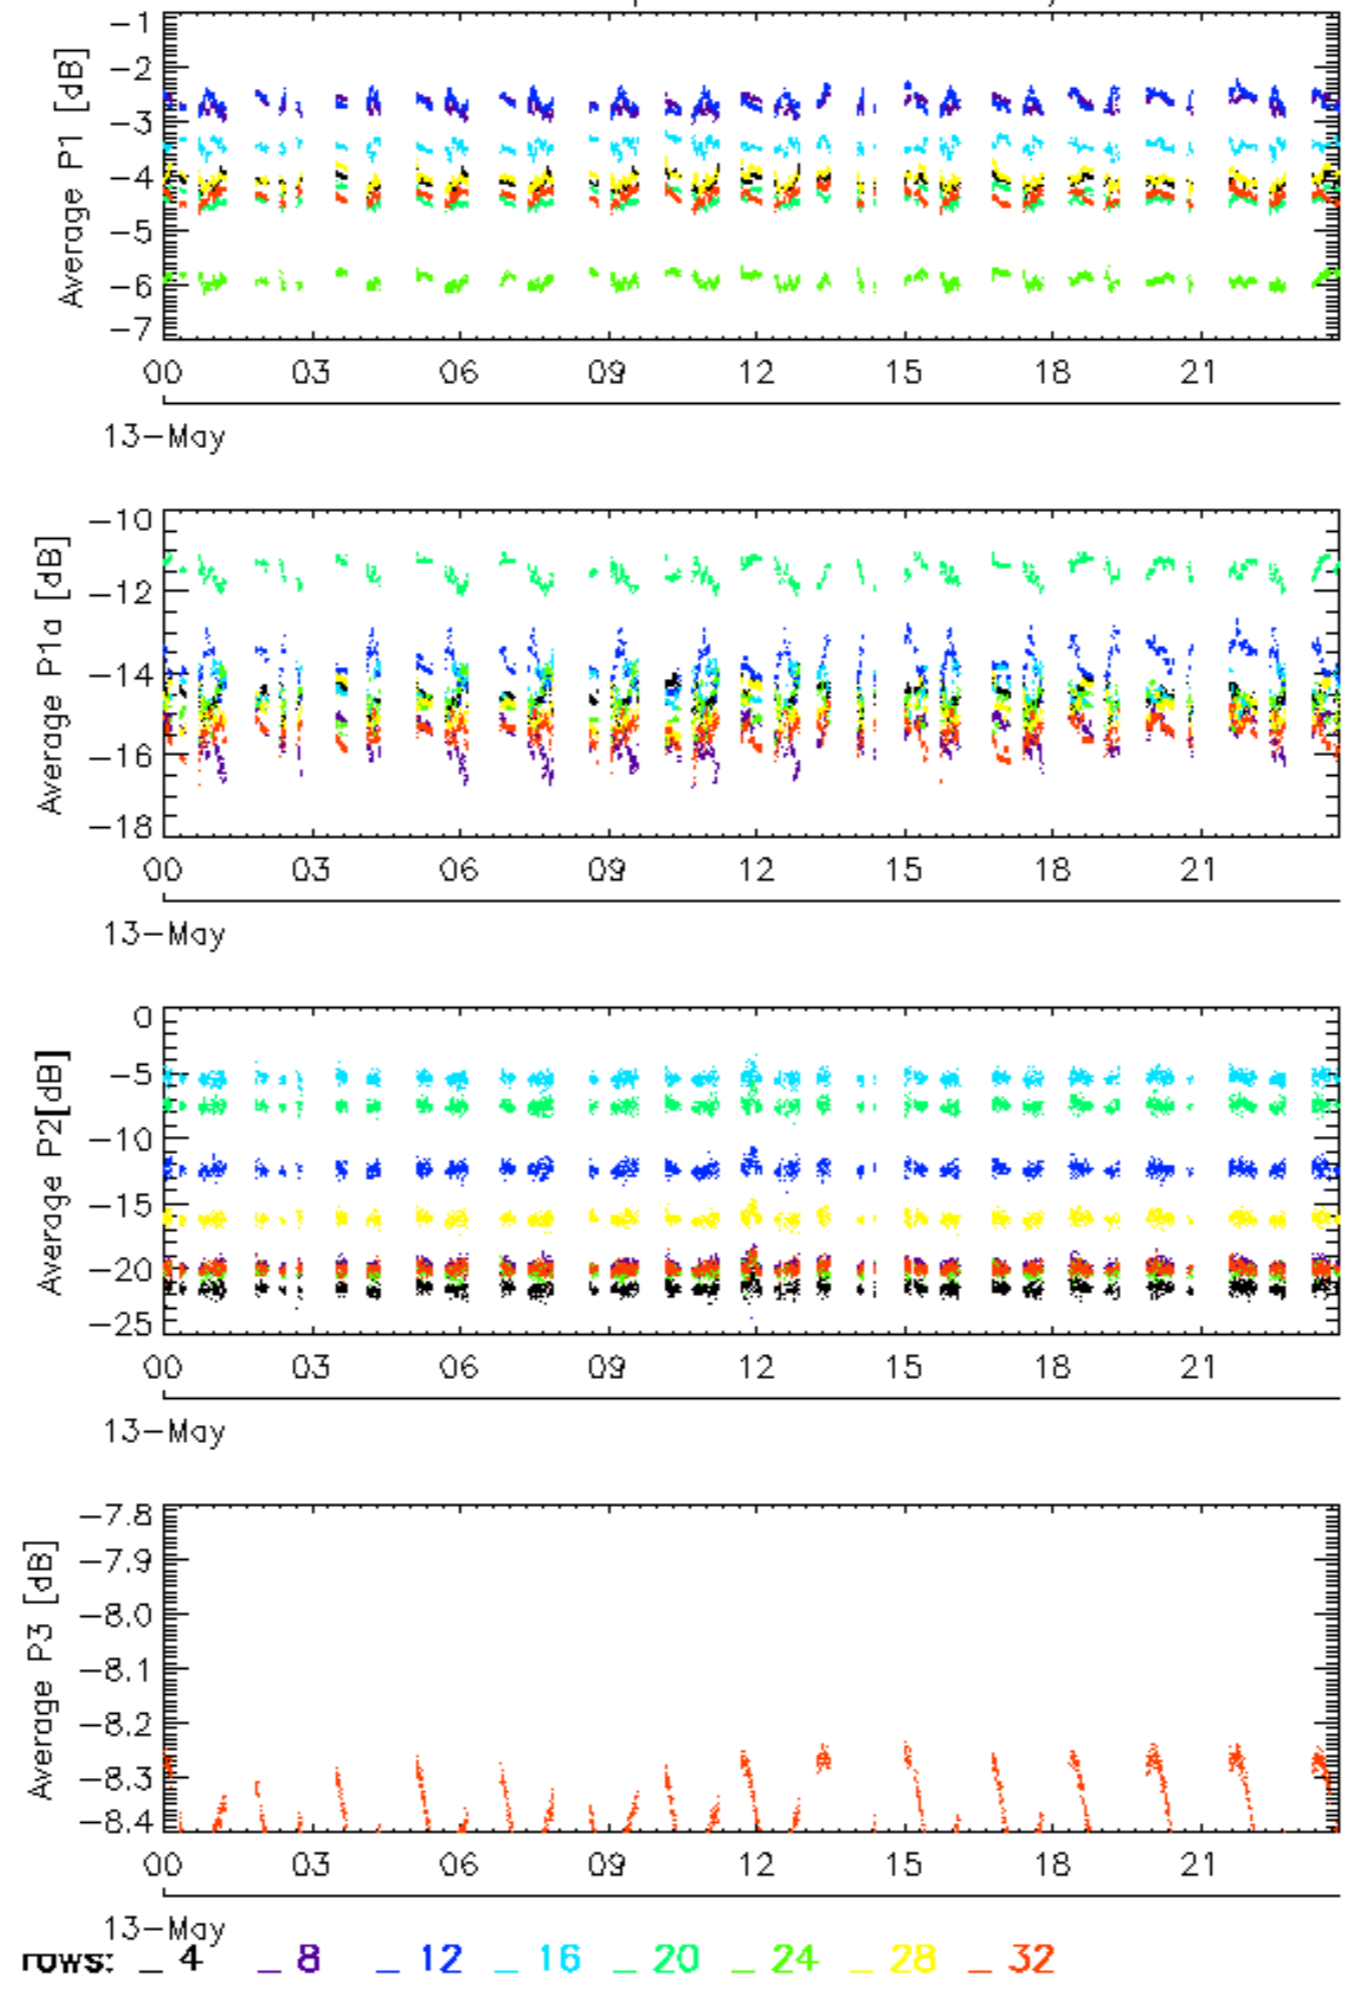 Average P1 [dB]
-1
-2
-3
-4
-5
-6
-7
00 03 06 09 12 15 18 21
13-May
Average P1a [dB]
-10
-12
-14
-16
-18
00 03 06 09 12 15 18 21
13-May
Average P2[dB]
0
-5
-10
-15
-20
-25
00 03 06 09 12 15 18 21
13-May
Average P3 [dB]
-7.8
-7.9
-8.0
-8.1
-8.2
-8.3
-8.4
00 03 06 09 12 15 18 21
13-May
rows: _ 4 _ 8 _ 12 _ 16 _ 20 _ 24 _ 28 _ 32